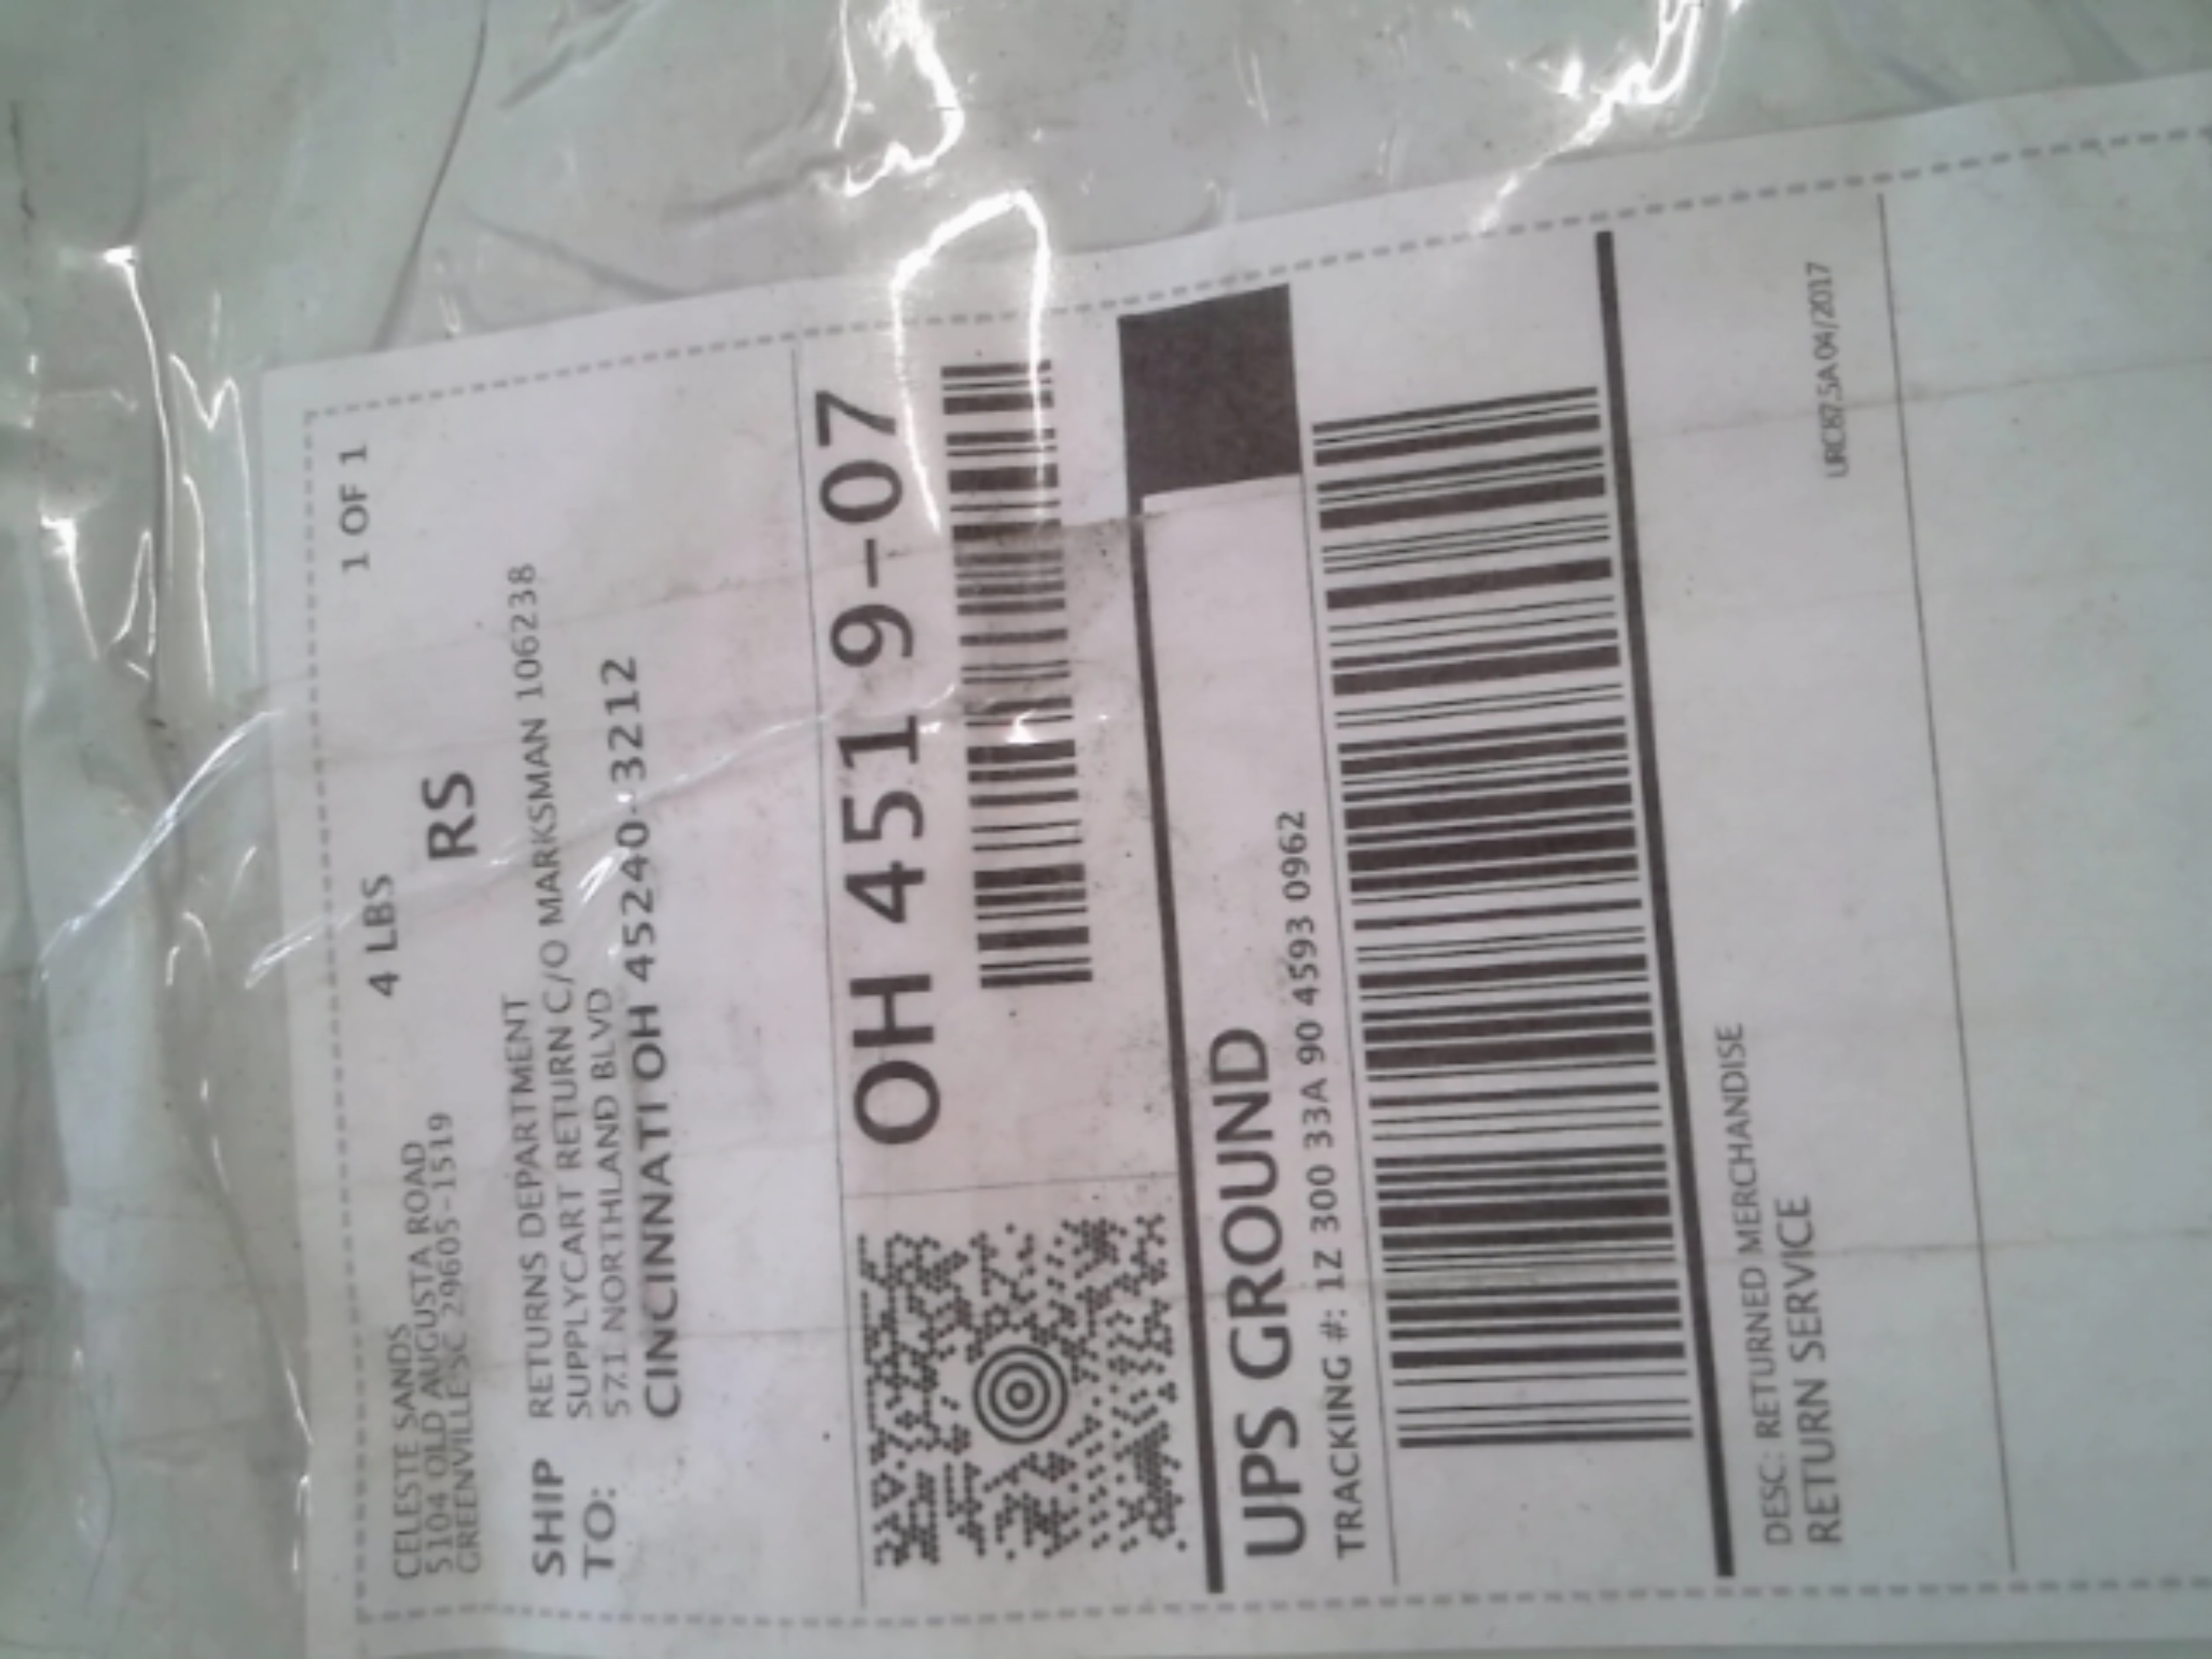 1 OF 1
4 LBS
RS
CELESTE SANDS
5104 OLD AUGUSTA ROAD
GREENVILLE SC 29605-1519
SHIP
TO:
RETURNS DEPARTMENT
SUPPLYCART RETURN C/O MARKSMAN 106238
571 NORTHLAND BLVD
CINCINNATI OH 45240-3212
OH 451 9-07
UPS GROUND
TRACKING #: 1Z 300 33A 90 4593 0962
DESC: RETURNED MERCHANDISE
RETURN SERVICE
04/2017